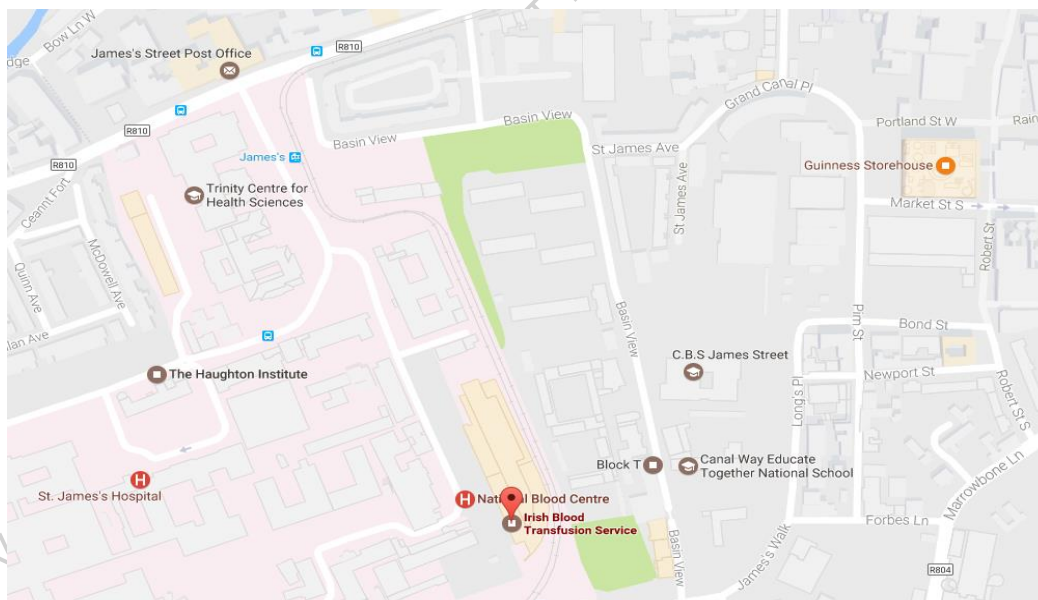 Bow Ln W
James's Street Post Office
R810
R810
R810
Basin View
Basin View
Grand Canal Pl
Portland St W
Rain
St James Ave
St James Ave
James's
Guinness Storehouse
Trinity Centre for
Health Sciences
Market St S
Ceannt Fort
McDowell Ave
Quinn Ave
Robert St
Basin View
Pim St
Bond St
C.B.S James Street
The Haughton Institute
Newport St
Long's Pl
Robert St S
Block T
Canal Way Educate
Together National School
H
St. James's Hospital
H
National Blood Centre
Marrowbone Ln
Irish Blood
Transfusion Service
Forbes Ln
James's Walk
Basin View
R804